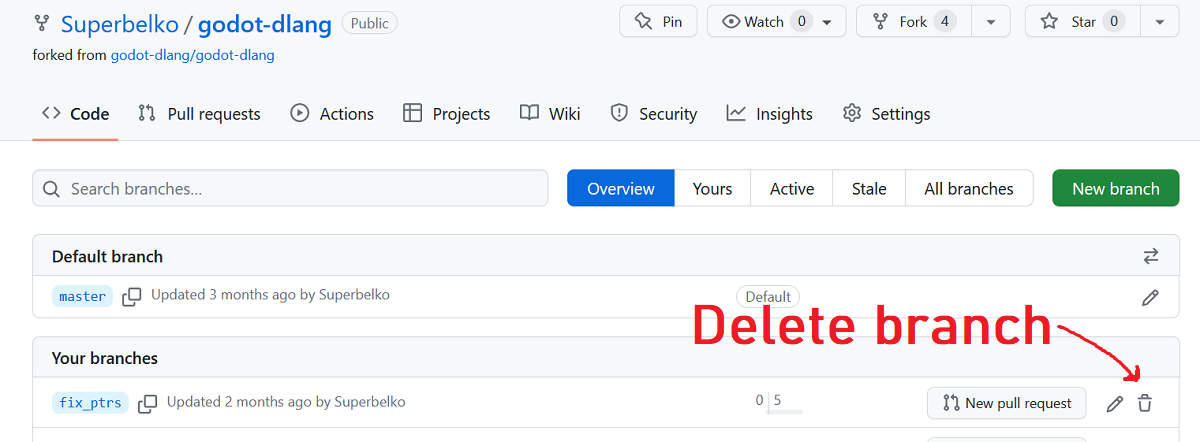 Superbelko / godot-dlang Public Pin Watch 0 Fork 4 Star 0
forked from godot-dlang/godot-dlang
Code Pull requests Actions Projects Wiki Security Insights Settings
Search branches... Overview Yours Active Stale All branches New branch
Default branch
master Updated 3 months ago by Superbelko Default
Delete branch
Your branches
fix_ptrs Updated 2 months ago by Superbelko 0 5 New pull request